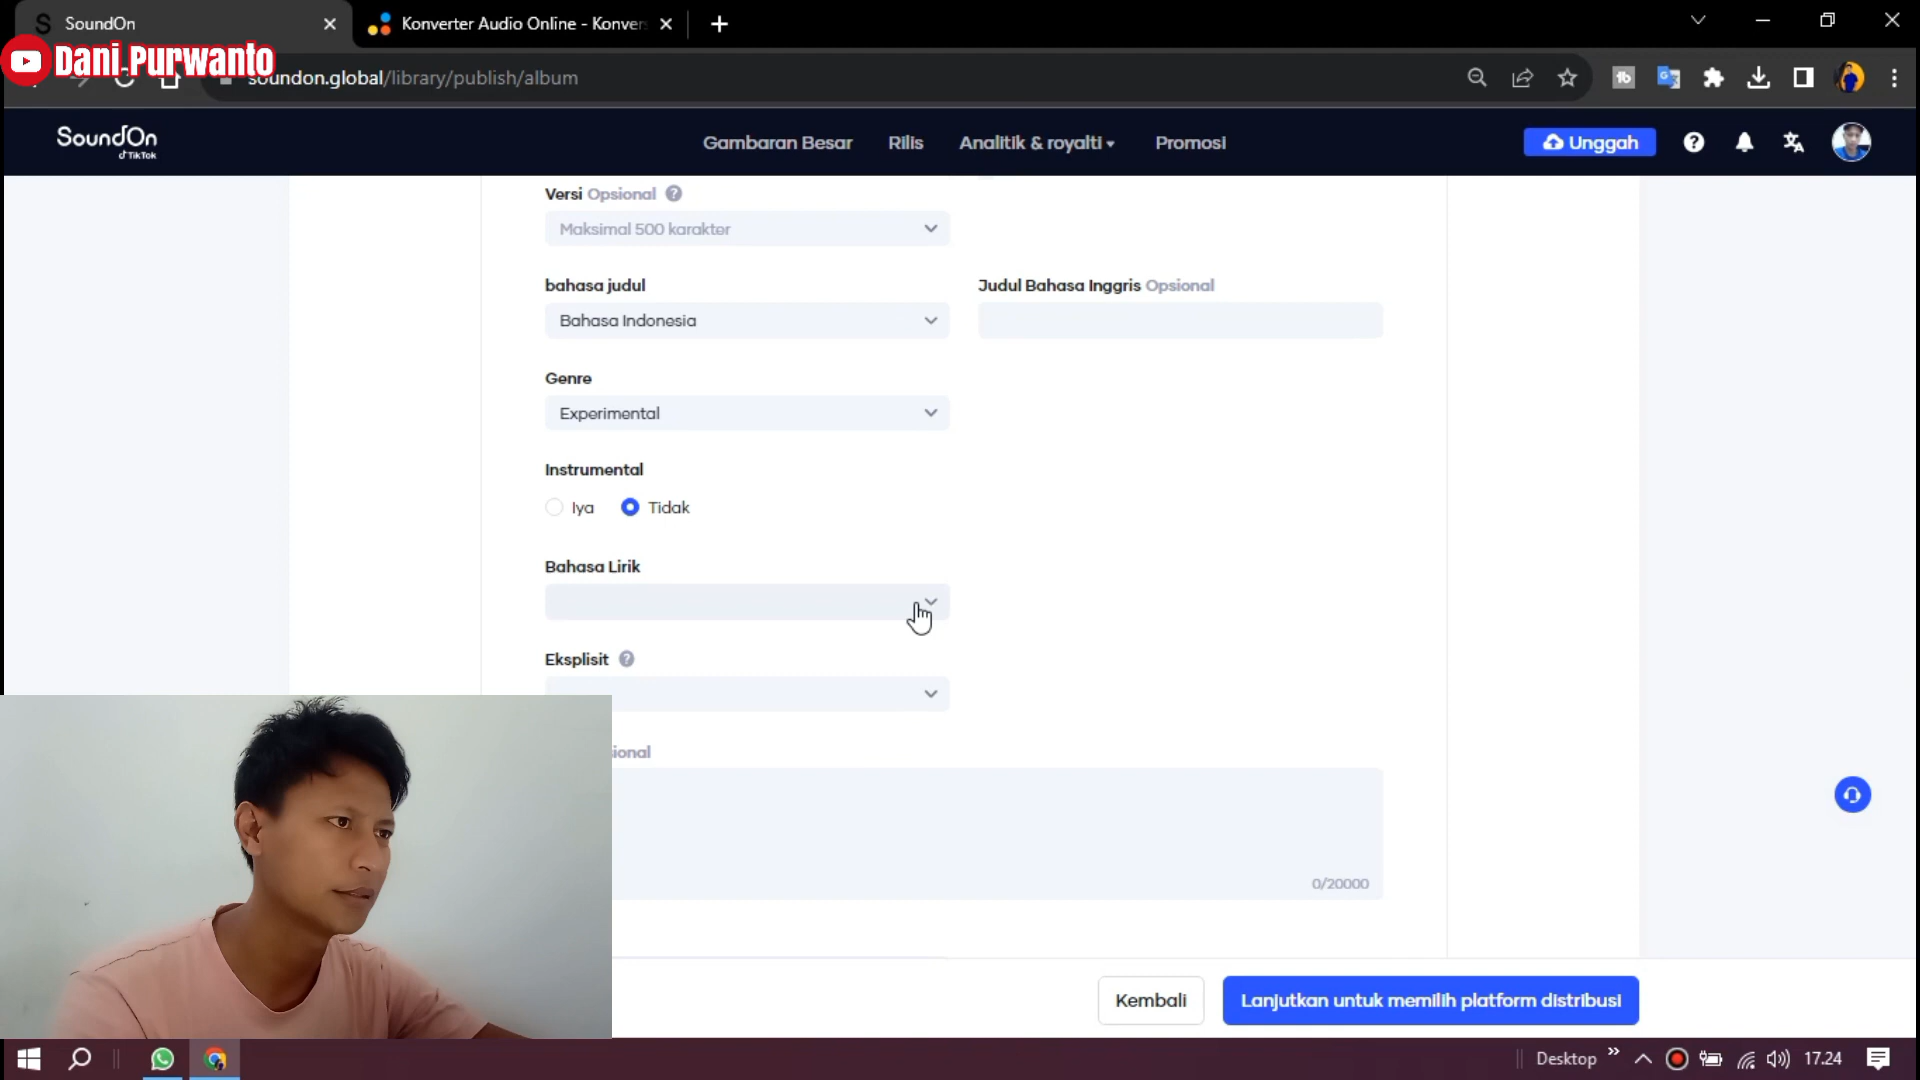 SoundOn
Konverter Audio Online - Konver
Dani Purwanto
soundon.global/library/publish/album
SoundOn
TikTok
Gambaran Besar
Rilis
Analitik & royalti
Promosi
Unggah
Versi Opsional
Maksimal 500 karakter
bahasa judul
Judul Bahasa Inggris Opsional
Bahasa Indonesia
Genre
Experimental
Instrumental
Iya
Tidak
Bahasa Lirik
Eksplisit
sional
0/20000
Kembali
Lanjutkan untuk memilih platform distribusi
Desktop
17.24